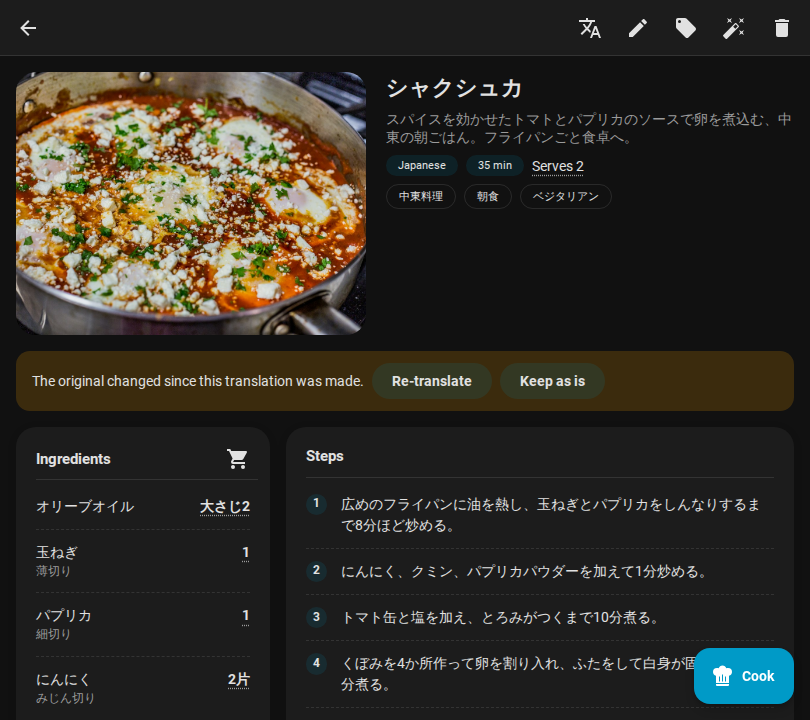 シャクシュカ
スパイスを効かせたトマトとパプリカのソースで卵を煮込む、中
東の朝ごはん。フライパンごと食卓へ。
Japanese
35 min
Serves 2
中東料理
朝食
ベジタリアン
The original changed since this translation was made.
Re-translate
Keep as is
Ingredients
オリーブオイル 大さじ2
玉ねぎ 1
薄切り
パプリカ 1
細切り
にんにく 2片
みじん切り
Steps
1 広めのフライパンに油を熱し、玉ねぎとパプリカをしんなりするま
で8分ほど炒める。
2 にんにく、クミン、パプリカパウダーを加えて1分炒める。
3 トマト缶と塩を加え、とろみがつくまで10分煮る。
4 くぼみを4か所作って卵を割り入れ、ふたをして白身が
分煮る。
Cook